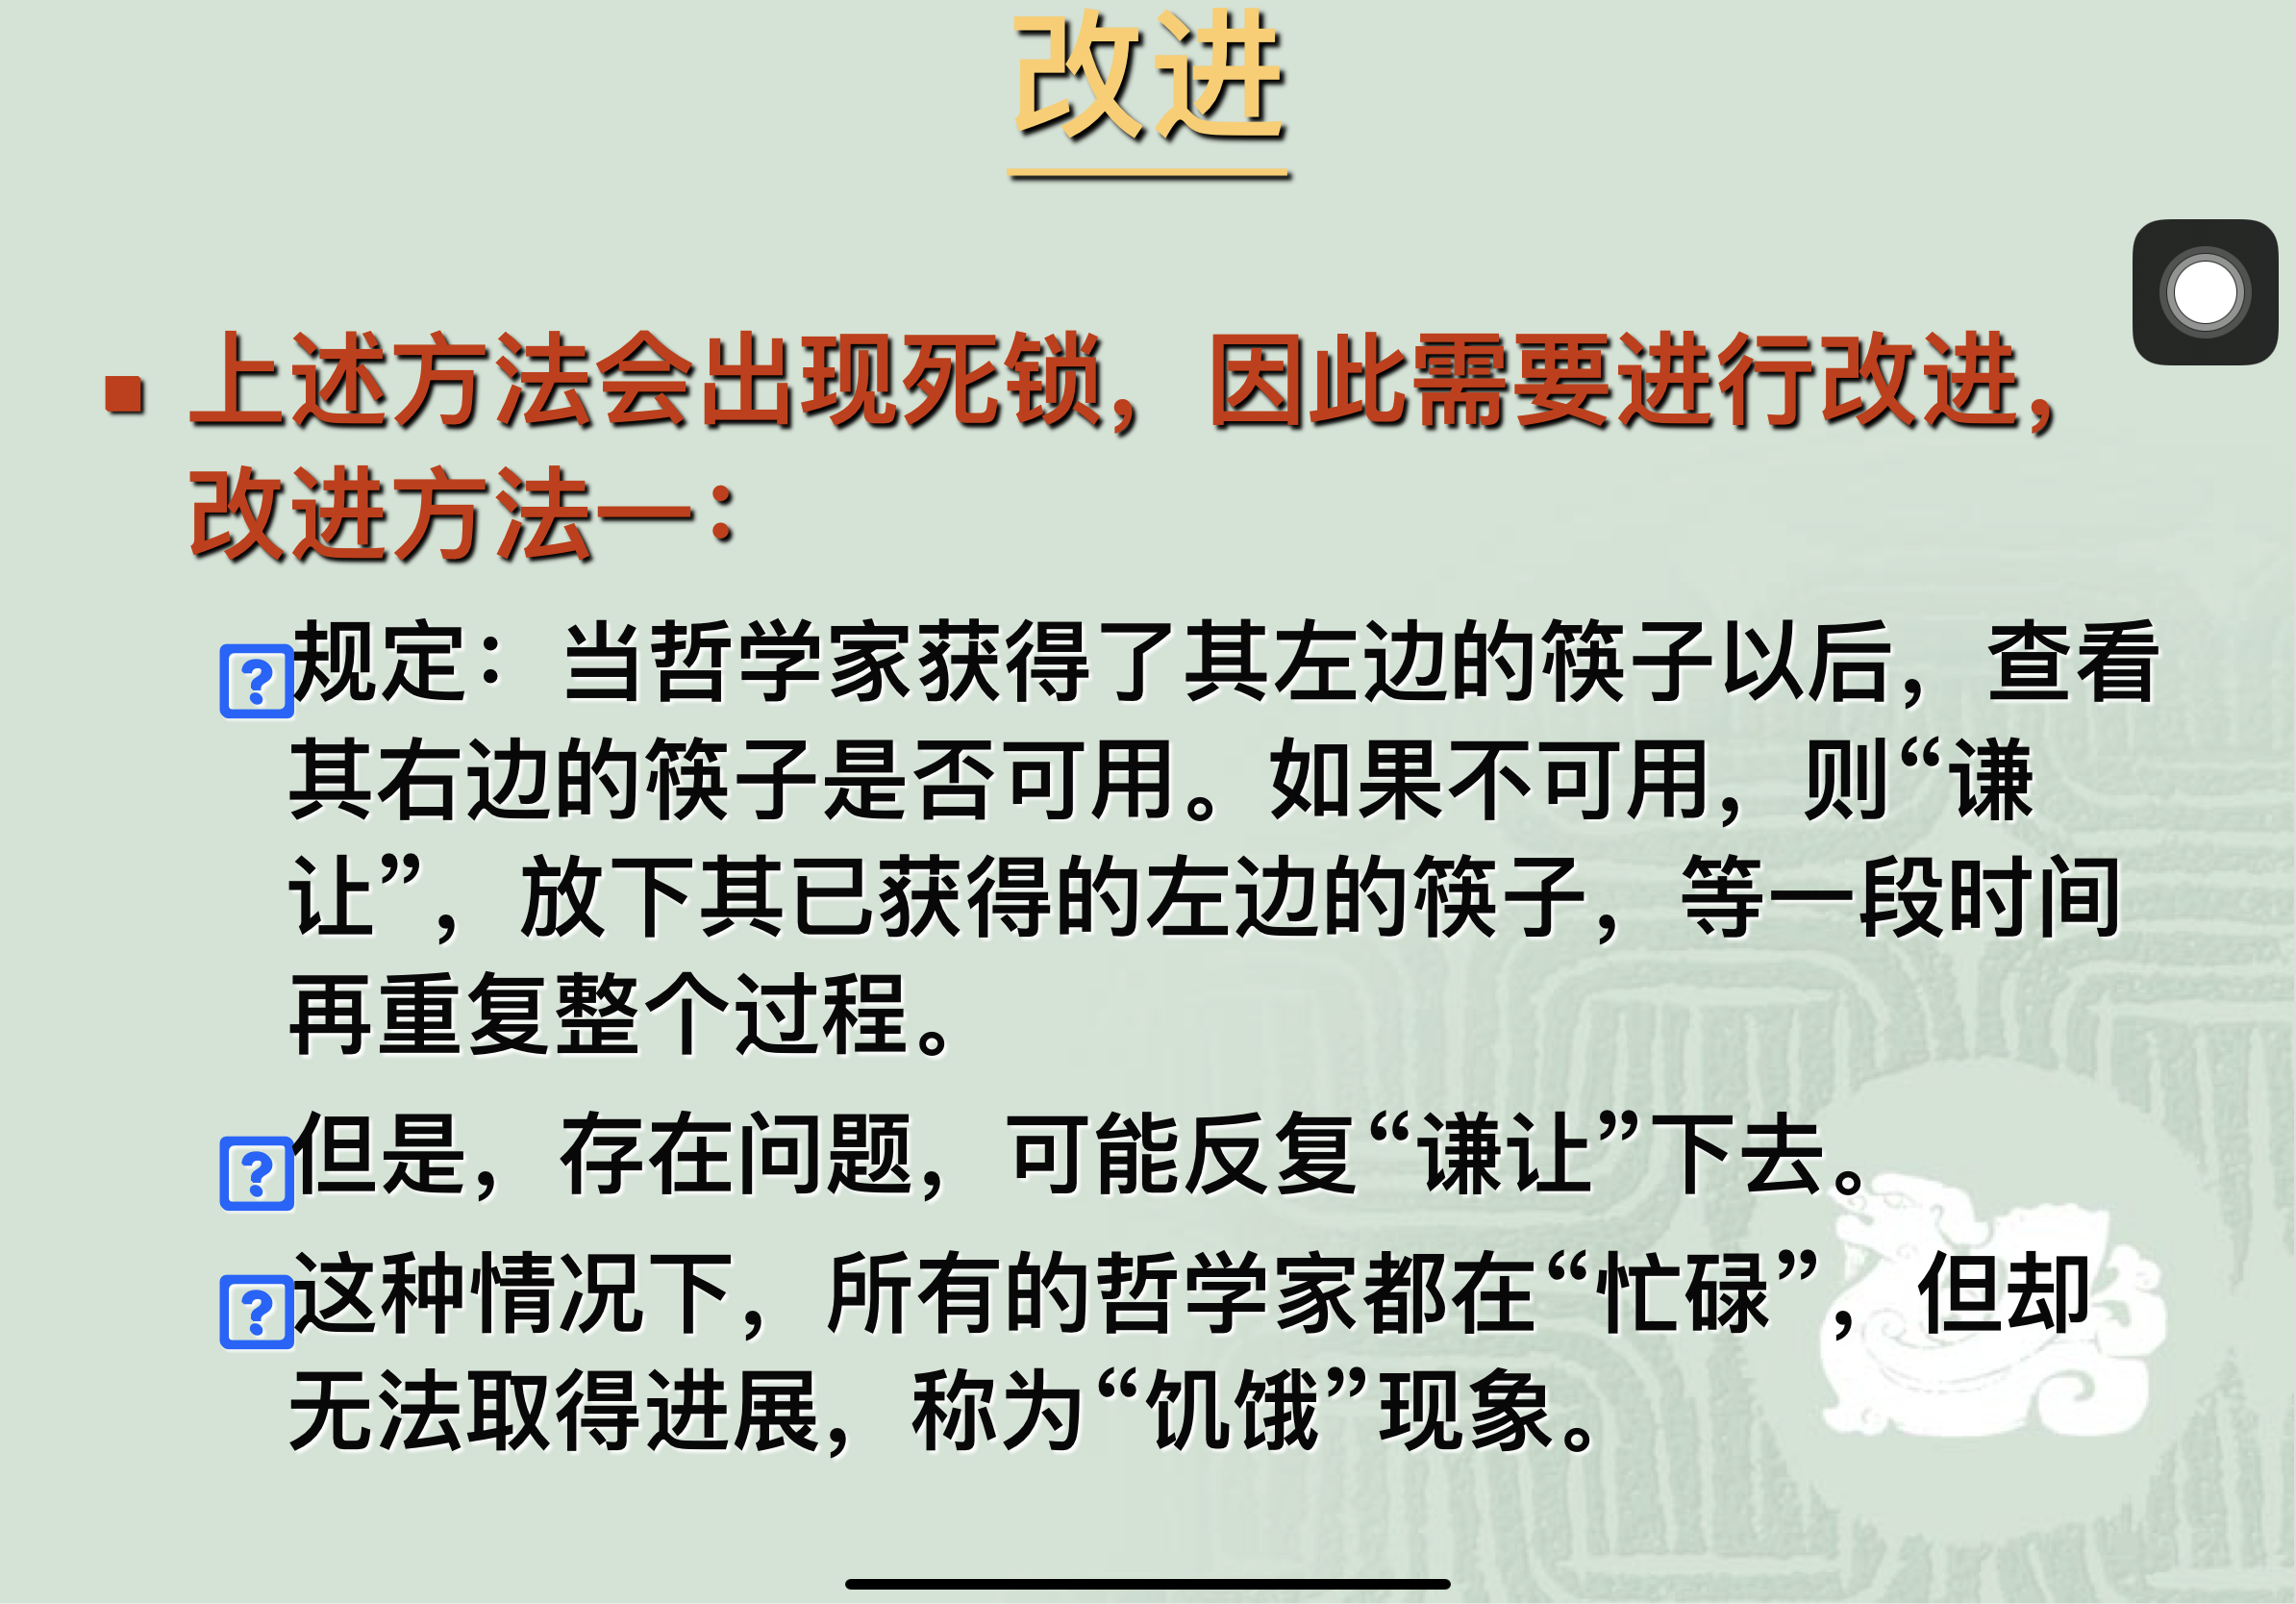 改进
■ 上述方法会出现死锁，因此需要进行改进，
改进方法一：
规定：当哲学家获得了其左边的筷子以后，查看
其右边的筷子是否可用。如果不可用，则“谦
让”，放下其已获得的左边的筷子，等一段时间
再重复整个过程。
但是，存在问题，可能反复“谦让”下去。
这种情况下，所有的哲学家都在“忙碌”，但却
无法取得进展，称为“饥饿”现象。